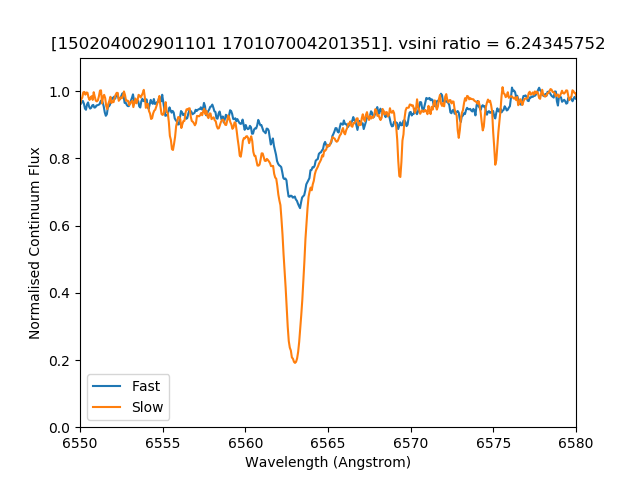 [150204002901101 170107004201351]. vsini ratio = 6.24345752
Normalised Continuum Flux
1.0
0.8
0.6
0.4
0.2
0.0
Fast
Slow
6550 6555 6560 6565 6570 6575 6580
Wavelength (Angstrom)